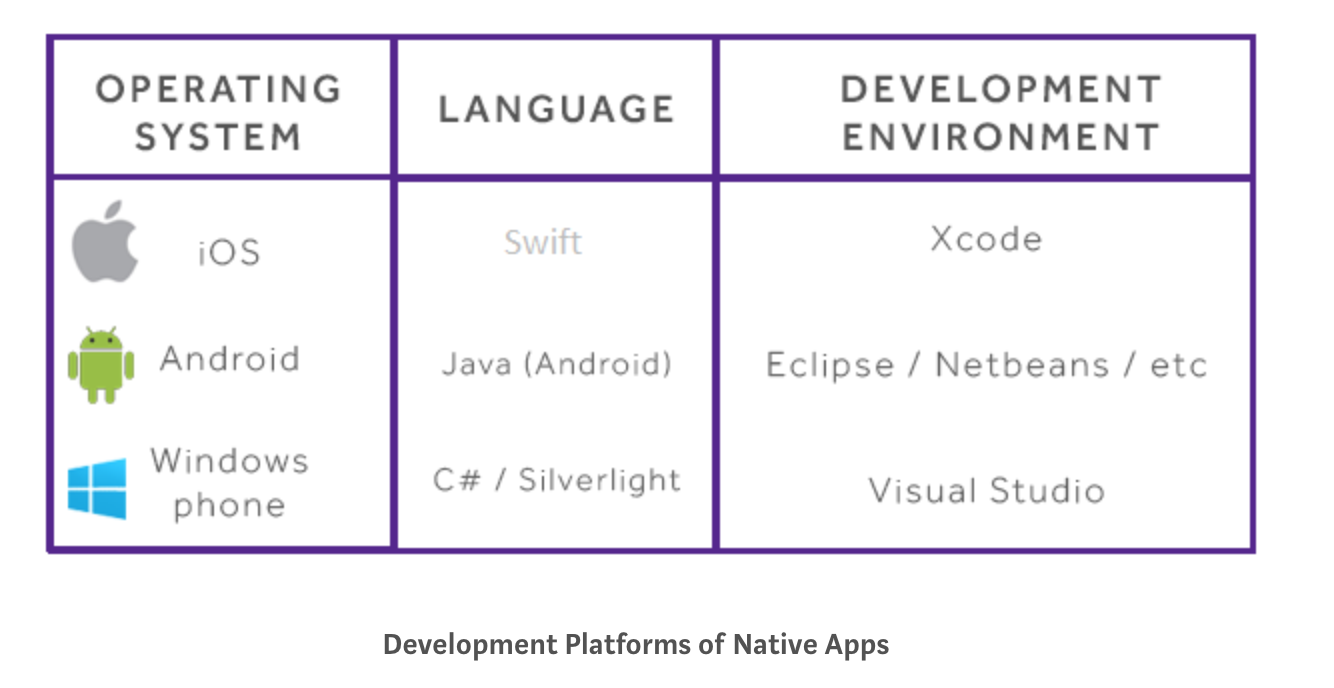 OPERATING
SYSTEM
LANGUAGE
DEVELOPMENT
ENVIRONMENT
iOS
Swift
Xcode
Android
Java (Android)
Eclipse / Netbeans / etc
Windows
phone
C# / Silverlight
Visual Studio
Development Platforms of Native Apps